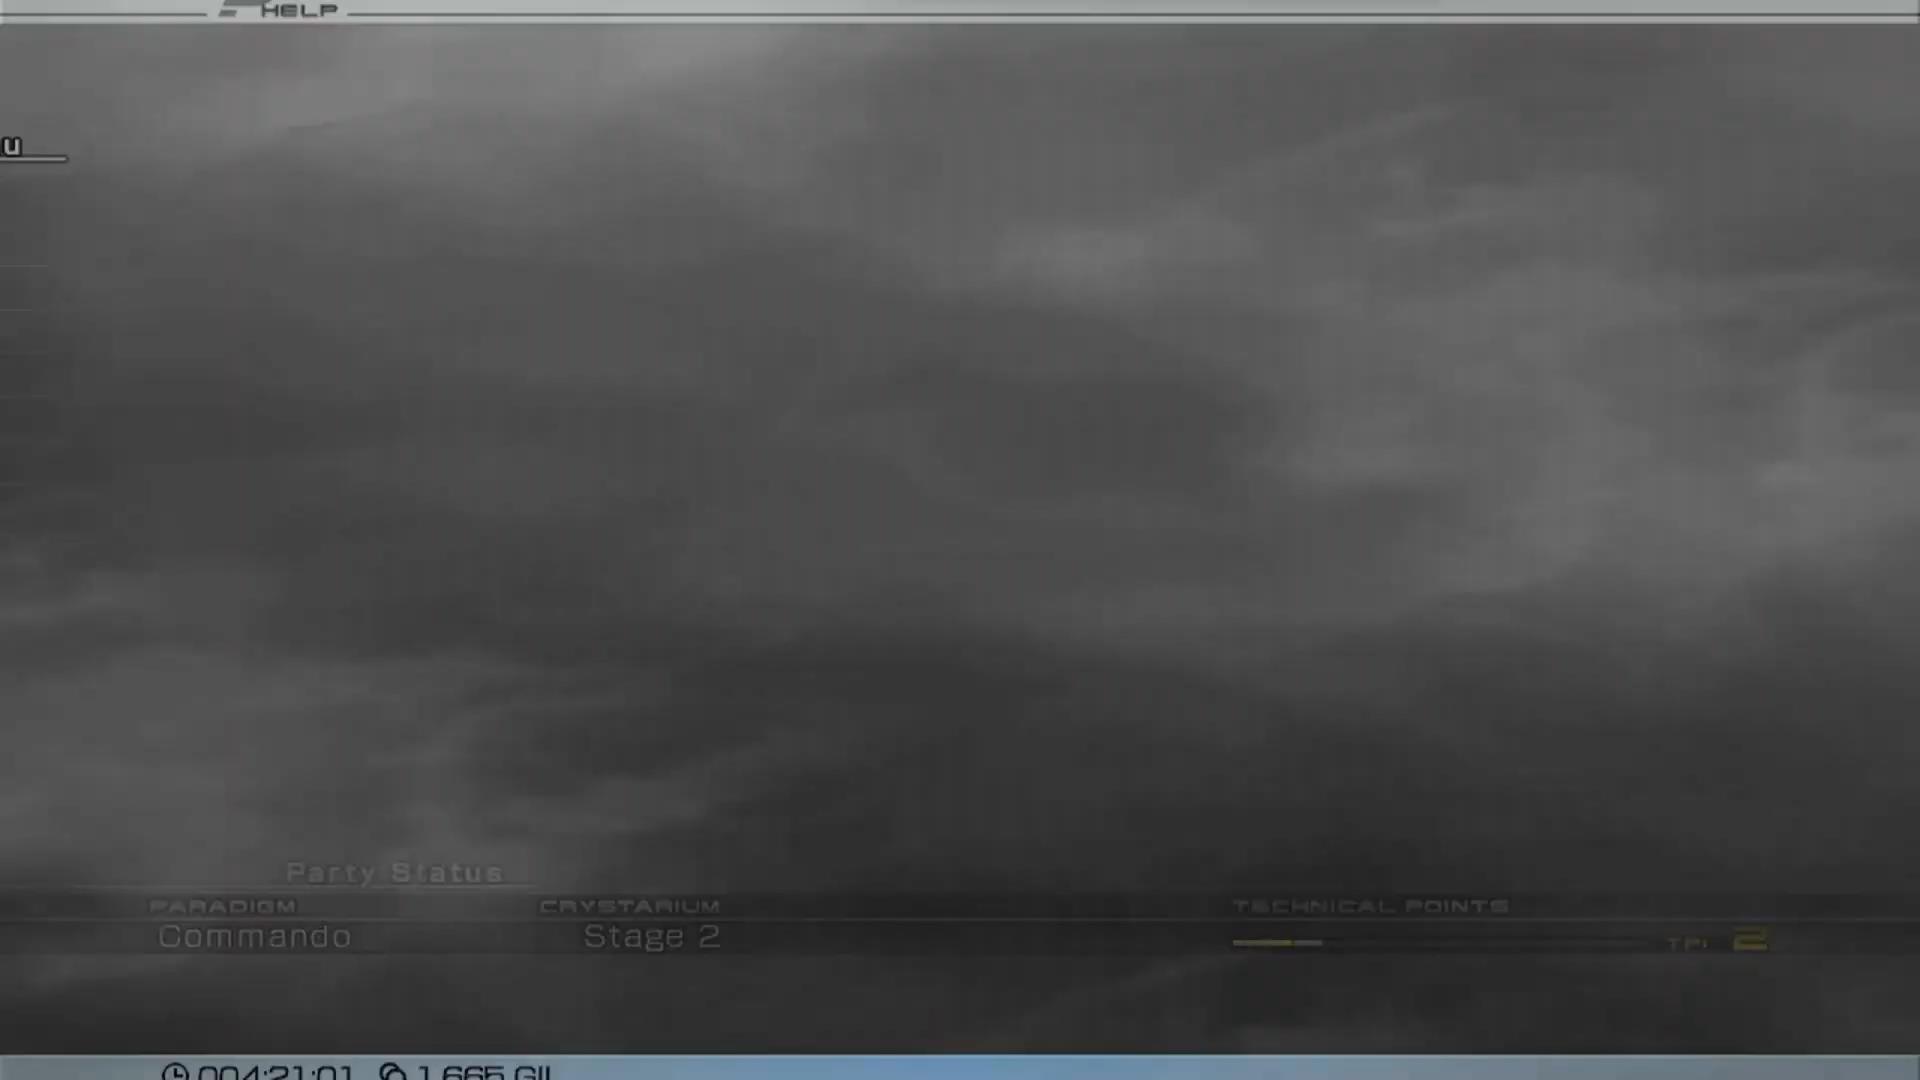 HELP
u
Party Status
PARADIGM CRYSTARIUM TECHNICAL POINTS
Commando Stage 2 TP: 2
004:21:01 1,665 Gil